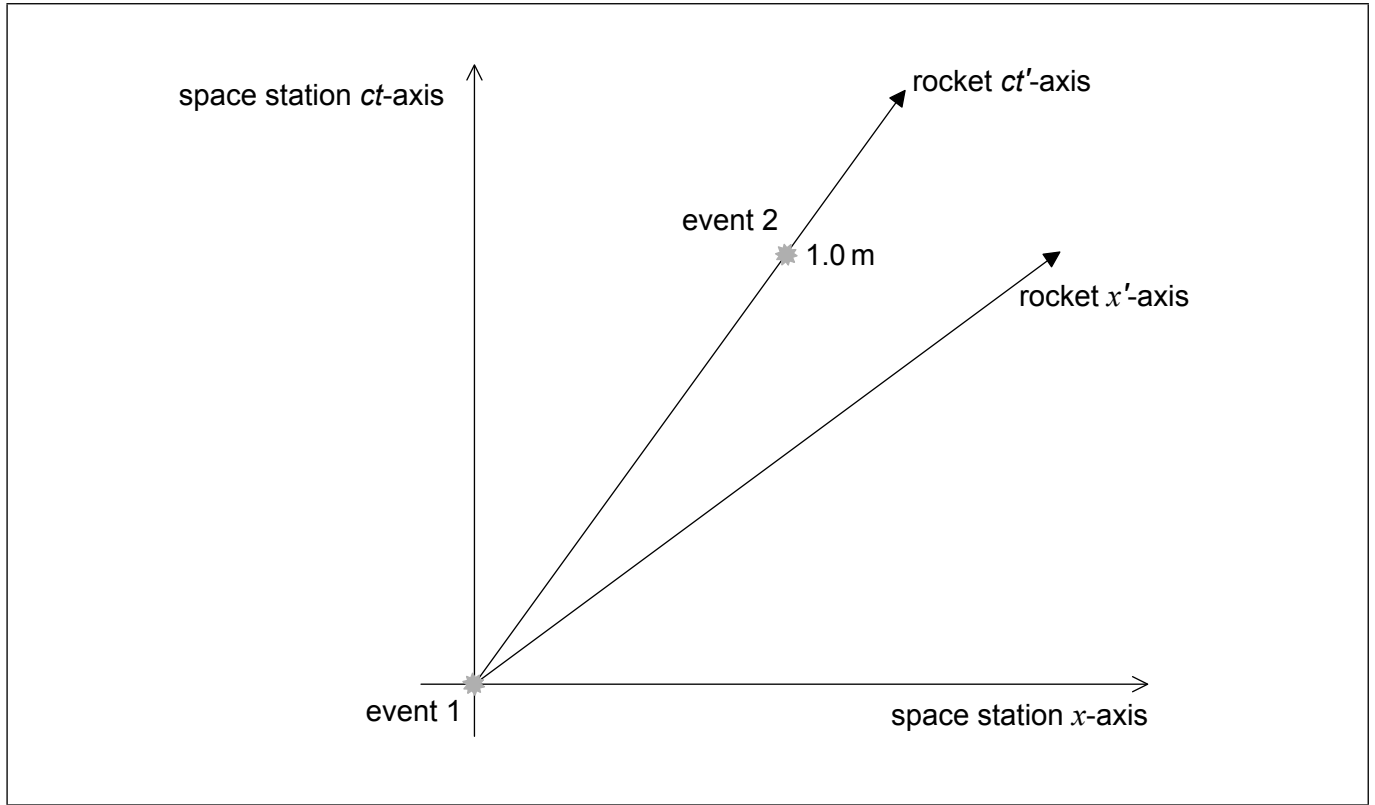 rocket ct′-axis
space station ct-axis
event 2
1.0 m
rocket x′-axis
event 1
space station x-axis